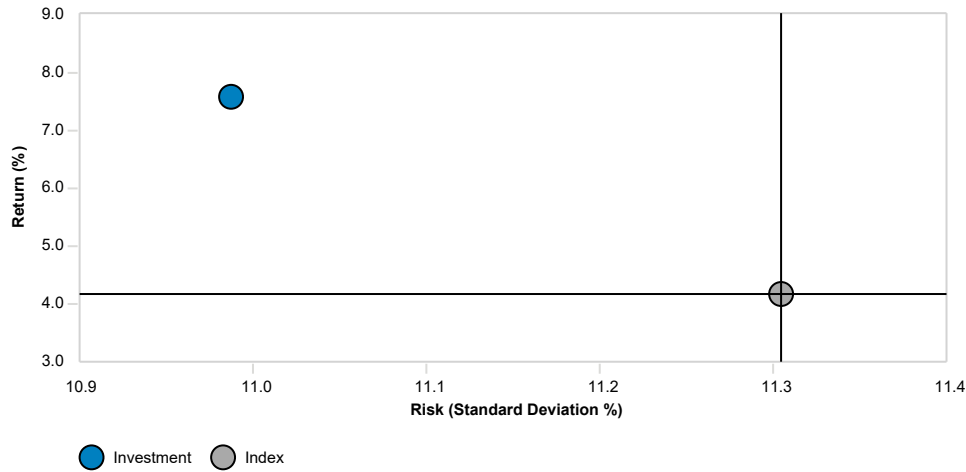 9.0
8.0
7.0
6.0
5.0
4.0
3.0
Return (%)
10.9 11.0 11.1 11.2 11.3 11.4
Risk (Standard Deviation %)
Investment Index